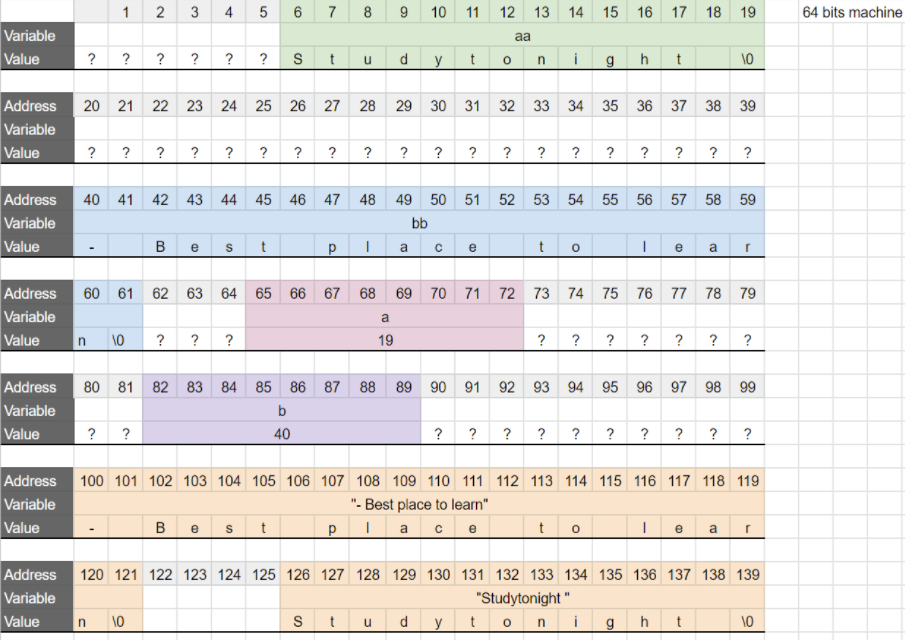 1 2 3 4 5 6 7 8 9 10 11 12 13 14 15 16 17 18 19 64 bits machine
Variable aa
Value ? ? ? ? ? ? S t u d y t o n i g h t \0
Address 20 21 22 23 24 25 26 27 28 29 30 31 32 33 34 35 36 37 38 39
Variable
Value ? ? ? ? ? ? ? ? ? ? ? ? ? ? ? ? ? ? ? ?
Address 40 41 42 43 44 45 46 47 48 49 50 51 52 53 54 55 56 57 58 59
Variable bb
Value - B e s t p l a c e t o l e a r
Address 60 61 62 63 64 65 66 67 68 69 70 71 72 73 74 75 76 77 78 79
Variable a
Value n \0 ? ? ? 19 ? ? ? ? ? ? ?
Address 80 81 82 83 84 85 86 87 88 89 90 91 92 93 94 95 96 97 98 99
Variable b
Value ? ? 40 ? ? ? ? ? ? ? ? ? ?
Address 100 101 102 103 104 105 106 107 108 109 110 111 112 113 114 115 116 117 118 119
Variable "- Best place to learn"
Value - B e s t p l a c e t o l e a r
Address 120 121 122 123 124 125 126 127 128 129 130 131 132 133 134 135 136 137 138 139
Variable "Studytonight "
Value n \0 S t u d y t o n i g h t \0